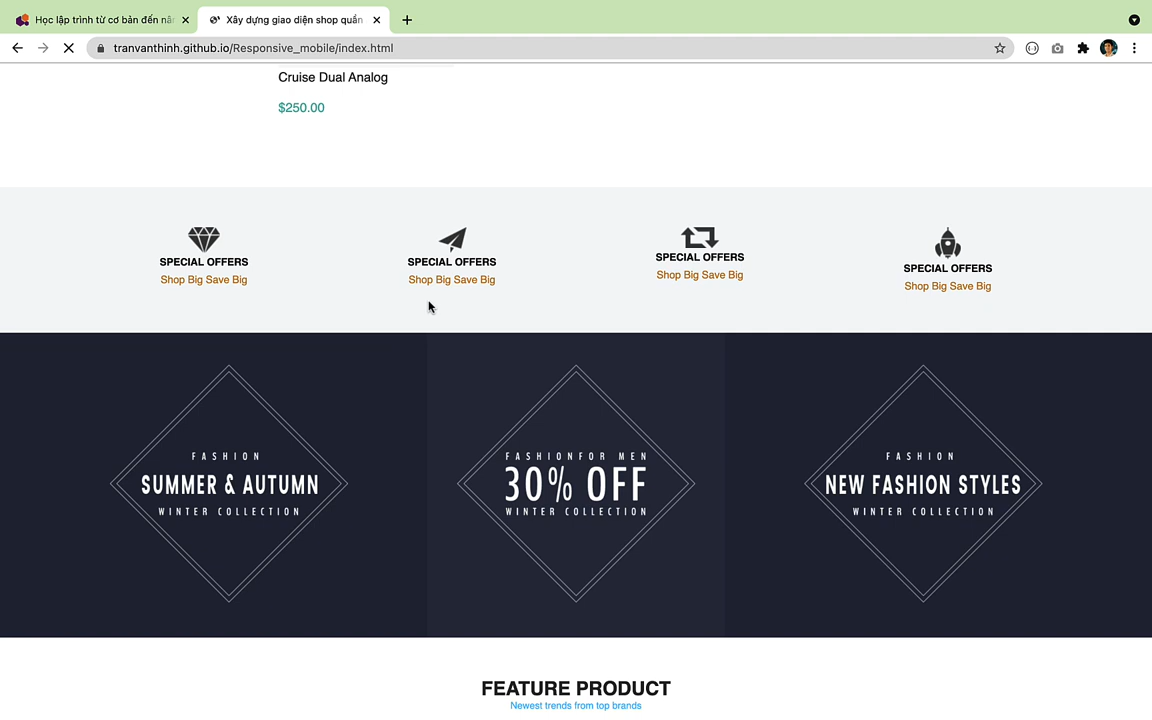 Học lập trình từ cơ bản đến nân
Xây dựng giao diện shop quần
tranvanthinh.github.io/Responsive_mobile/index.html
Cruise Dual Analog
$250.00
SPECIAL OFFERS
Shop Big Save Big
SPECIAL OFFERS
Shop Big Save Big
SPECIAL OFFERS
Shop Big Save Big
SPECIAL OFFERS
Shop Big Save Big
FASHION
SUMMER & AUTUMN
WINTER COLLECTION
FASHIONFOR MEN
30% OFF
WINTER COLLECTION
FASHION
NEW FASHION STYLES
WINTER COLLECTION
FEATURE PRODUCT
Newest trends from top brands